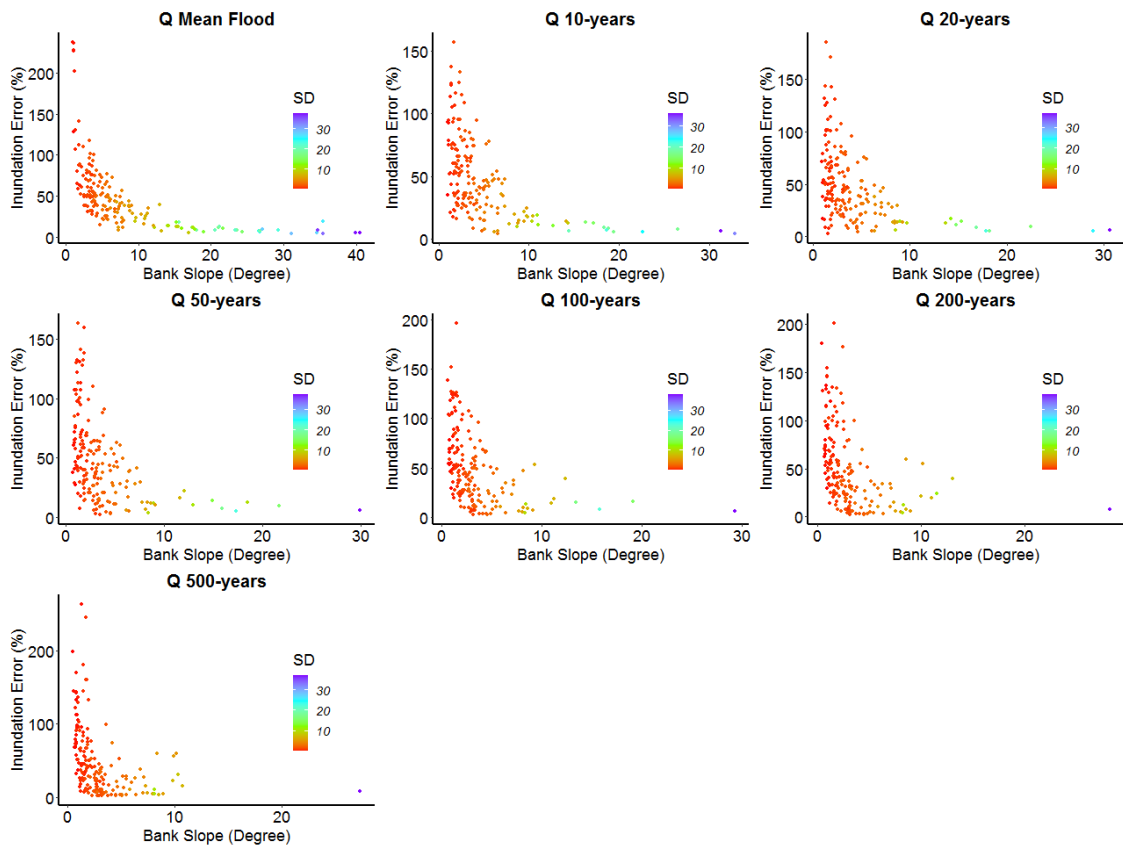 Q Mean Flood
Inundation Error (%)
200
150
100
50
0
0 10 20 30 40
Bank Slope (Degree)
SD
30
20
10
Q 10-years
Inundation Error (%)
150
100
50
0
0 10 20 30
Bank Slope (Degree)
SD
30
20
10
Q 20-years
Inundation Error (%)
150
100
50
0
0 10 20 30
Bank Slope (Degree)
SD
30
20
10
Q 50-years
Inundation Error (%)
150
100
50
0
0 10 20 30
Bank Slope (Degree)
SD
30
20
10
Q 100-years
Inundation Error (%)
200
150
100
50
0
0 10 20 30
Bank Slope (Degree)
SD
30
20
10
Q 200-years
Inundation Error (%)
200
150
100
50
0
0 10 20
Bank Slope (Degree)
SD
30
20
10
Q 500-years
Inundation Error (%)
200
100
0
0 10 20
Bank Slope (Degree)
SD
30
20
10